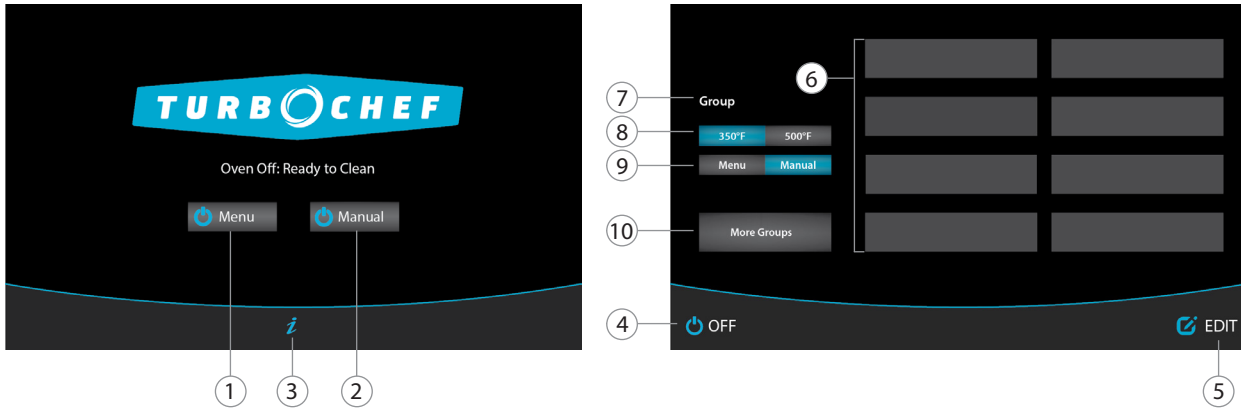 TURBOCHEF
Oven Off: Ready to Clean
Menu
Manual
i
1
3
2
6
7
Group
8
350°F
500°F
9
Menu
Manual
10
More Groups
4
OFF
EDIT
5